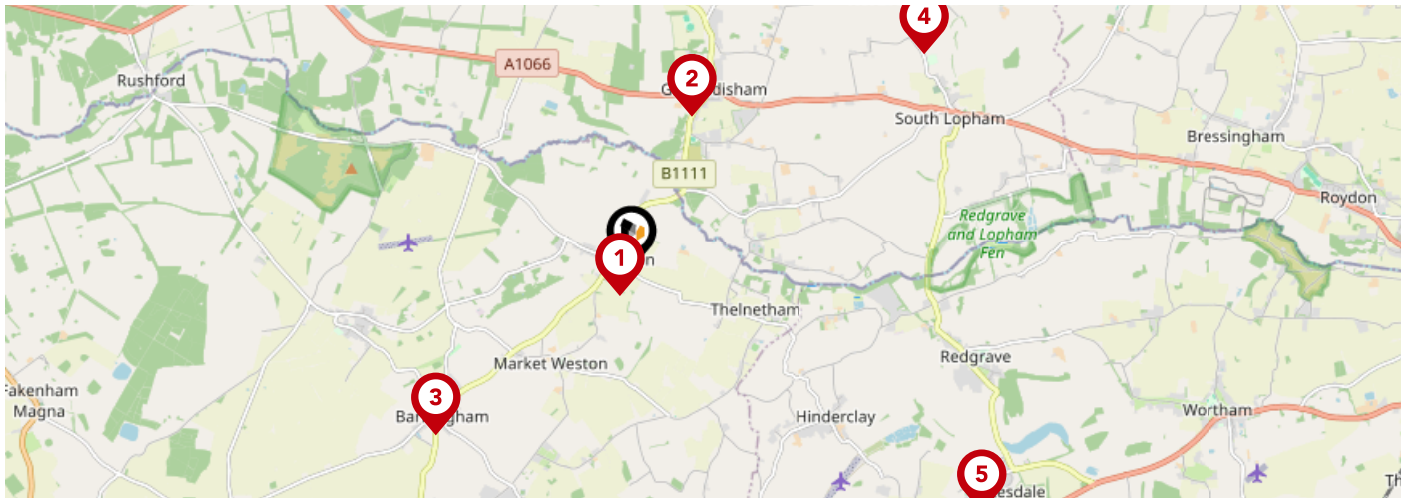 4
A1066
Rushford
2
South Lopham
Bressingham
B1111
Roydon
Redgrave
and Lopham
Fen
1
Thelnetham
Redgrave
Market Weston
Fakenham
Magna
3
Wortham
Hinderclay
5